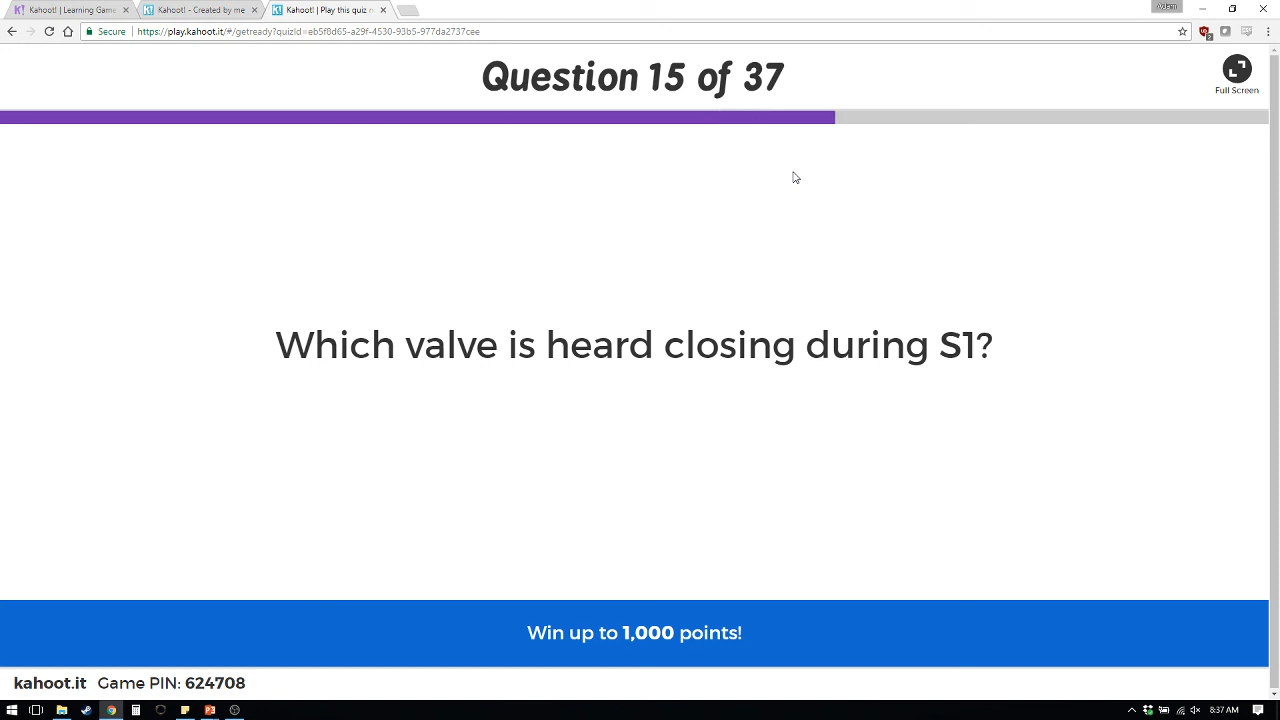 Kahoot! | Learning Game
Kahoot! - Created by me
Kahoot! | Play this quiz n
Adam
Secure
https://play.kahoot.it/#/getready?quizId=eb5f8d65-a29f-4530-93b5-977da2737cee
Question 15 of 37
Full Screen
Which valve is heard closing during S1?
Win up to 1,000 points!
kahoot.it Game PIN: 624708
8:37 AM